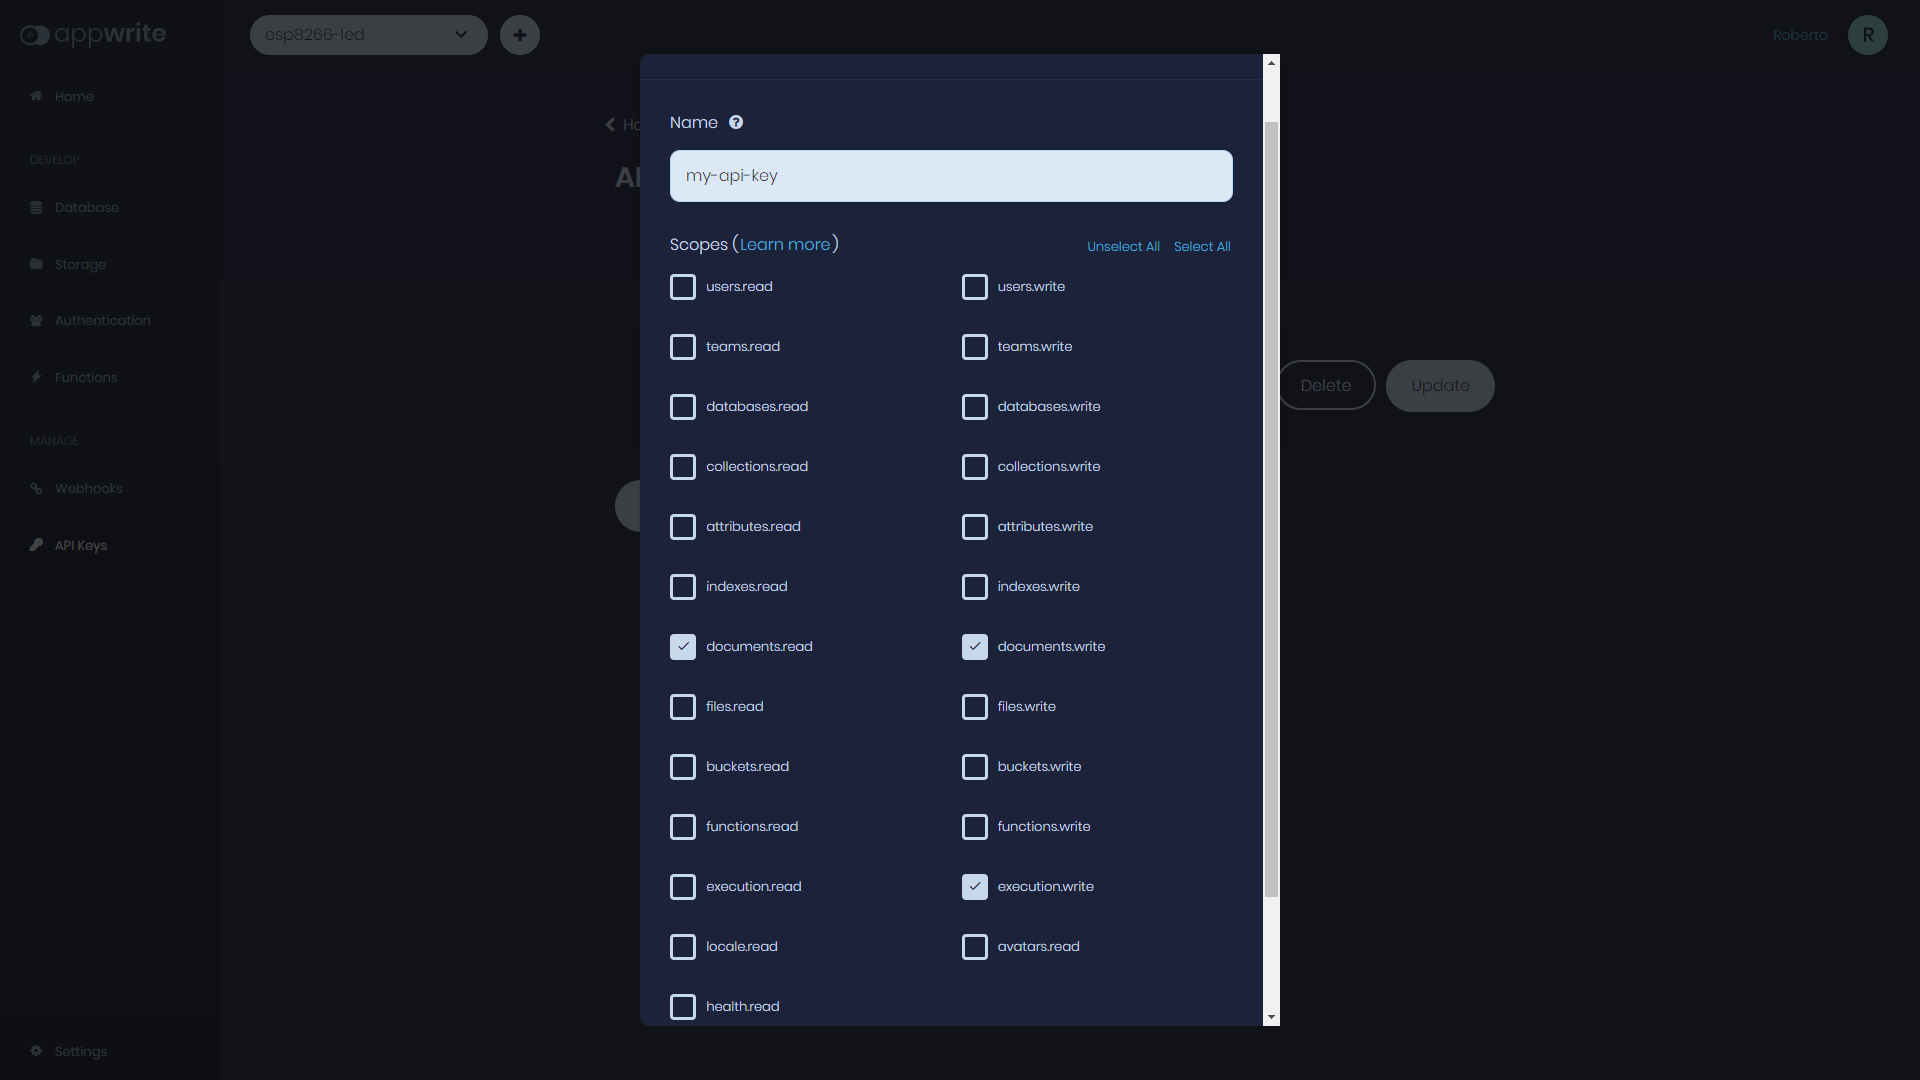 appwrite
esp8266-led
Roberto
R
Home
DEVELOP
Database
Storage
Authentication
Functions
MANAGE
Webhooks
API Keys
Settings
Name
my-api-key
Scopes (Learn more)
Unselect All Select All
users.read users.write
teams.read teams.write
databases.read databases.write
collections.read collections.write
attributes.read attributes.write
indexes.read indexes.write
documents.read documents.write
files.read files.write
buckets.read buckets.write
functions.read functions.write
execution.read execution.write
locale.read avatars.read
health.read
Delete Update